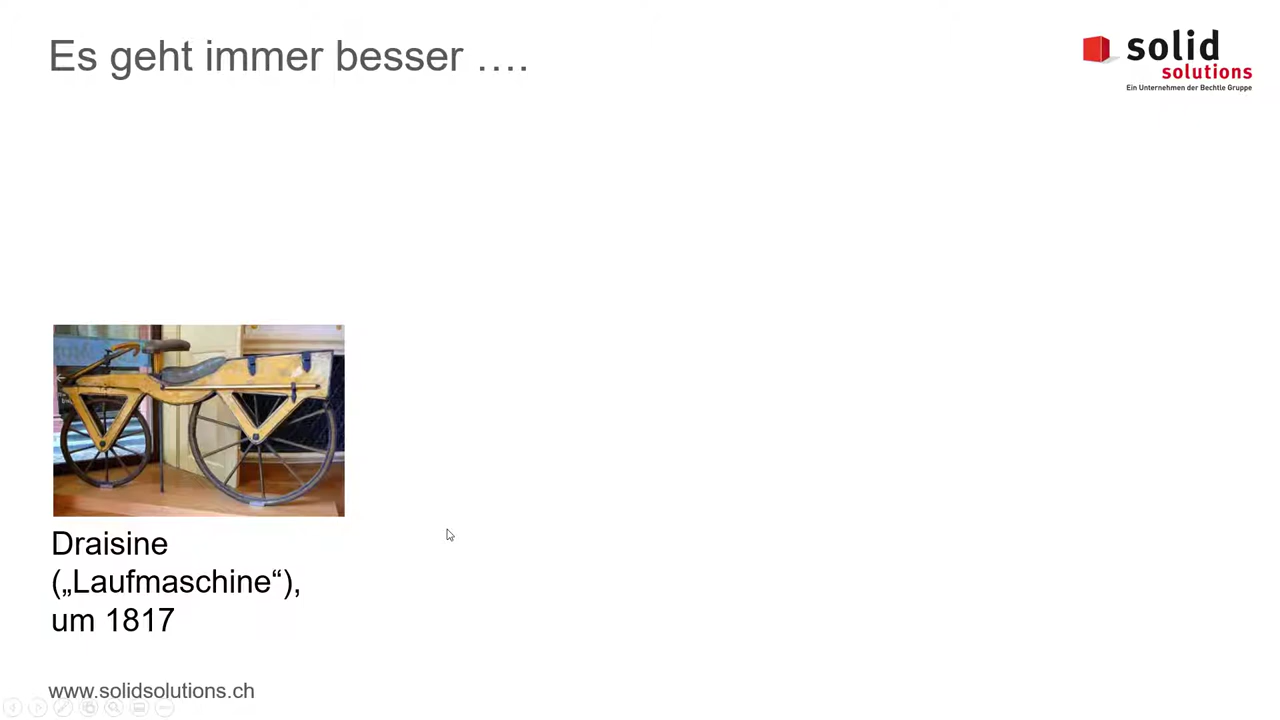 Es geht immer besser ….
solid
solutions
Ein Unternehmen der Bechtle Gruppe
Draisine
(„Laufmaschine“),
um 1817
www.solidsolutions.ch